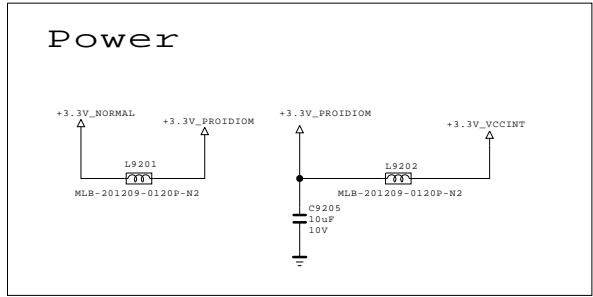 Power
+3.3V_NORMAL
+3.3V_PROIDIOM
L9201
MLB-201209-0120P-N2
+3.3V_PROIDIOM
+3.3V_VCCINT
L9202
MLB-201209-0120P-N2
C9205
10uF
10V